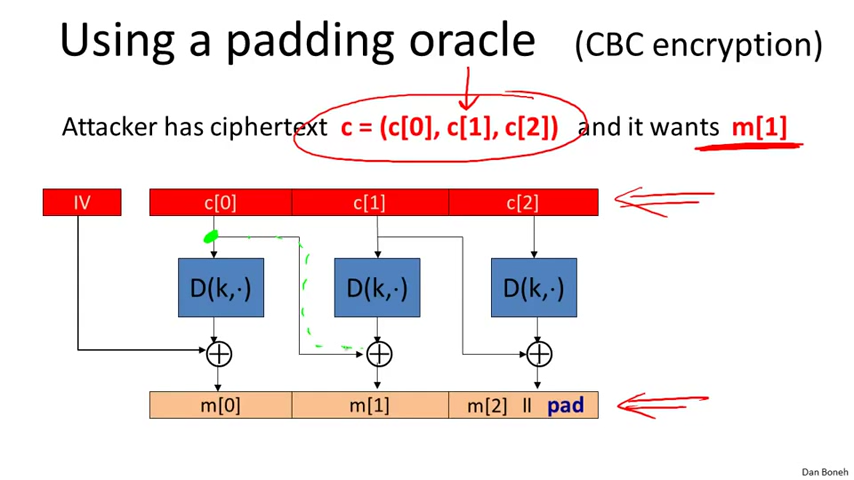 Using a padding oracle (CBC encryption)
Attacker has ciphertext c = (c[0], c[1], c[2]) and it wants m[1]
IV c[0] c[1] c[2]
D(k,·) D(k,·) D(k,·)
m[0] m[1] m[2] ll pad
Dan Boneh